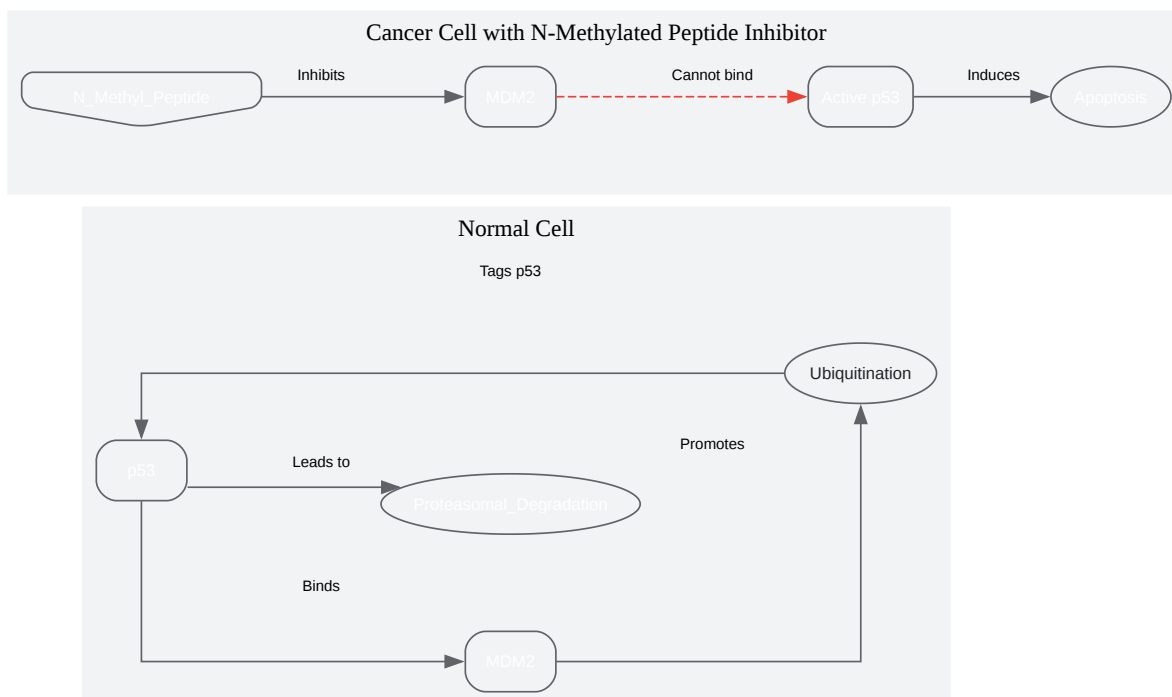 Cancer Cell with N-Methylated Peptide Inhibitor
Inhibits
Cannot bind
Induces
N_Methyl_Peptide
MDM2
Active p53
Apoptosis
Normal Cell
Tags p53
Ubiquitination
Promotes
Leads to
p53
Proteasomal_Degradation
Binds
MDM2